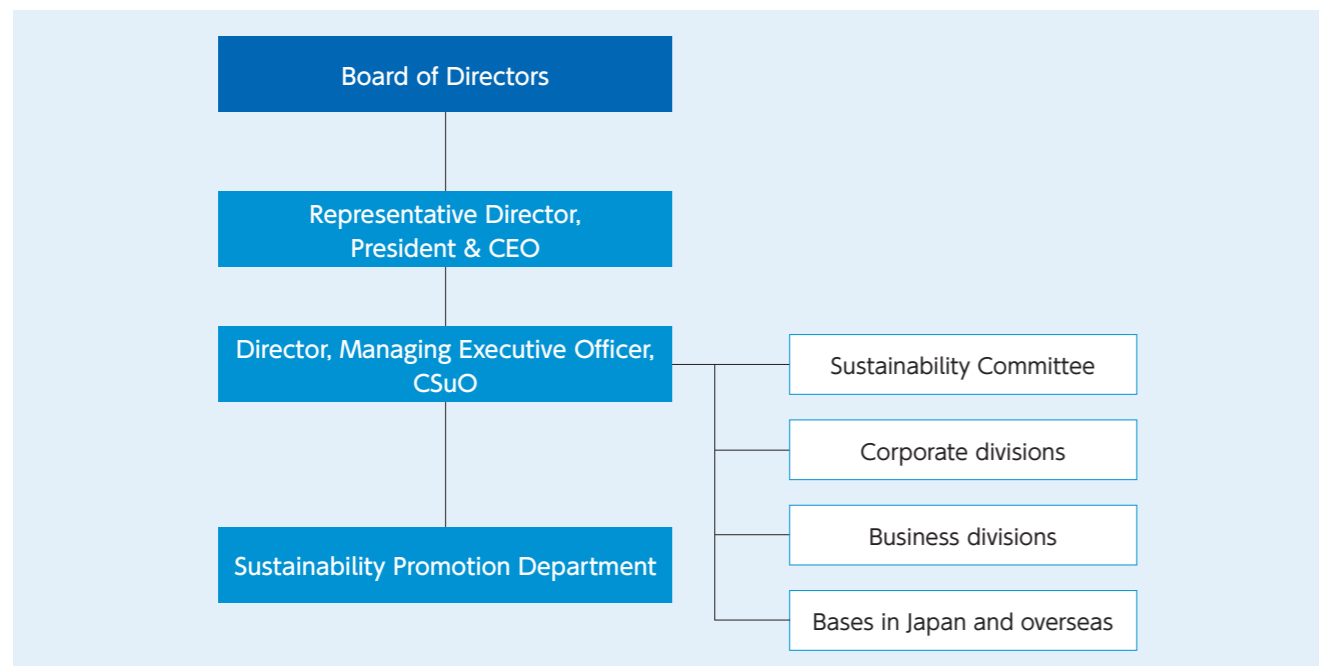 Board of Directors
Representative Director,
President & CEO
Director, Managing Executive Officer,
CSuO
Sustainability Committee
Corporate divisions
Business divisions
Sustainability Promotion Department
Bases in Japan and overseas